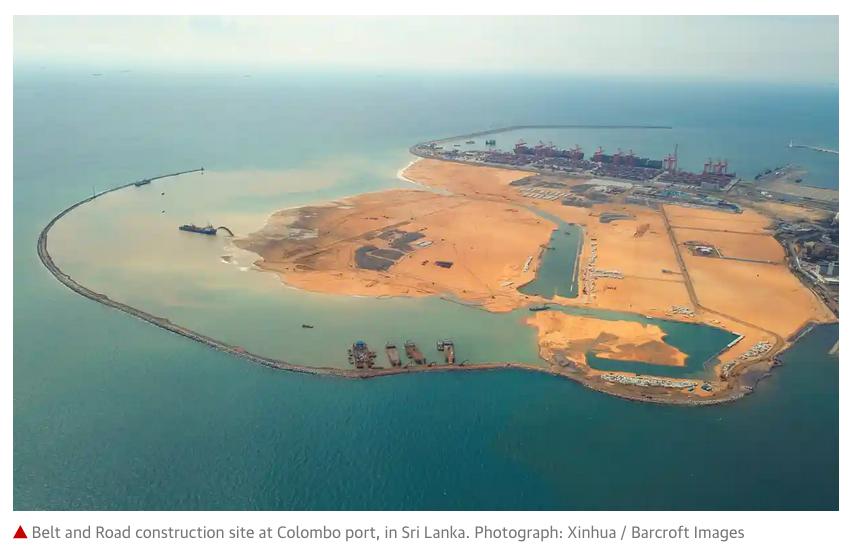 Belt and Road construction site at Colombo port, in Sri Lanka. Photograph: Xinhua / Barcroft Images